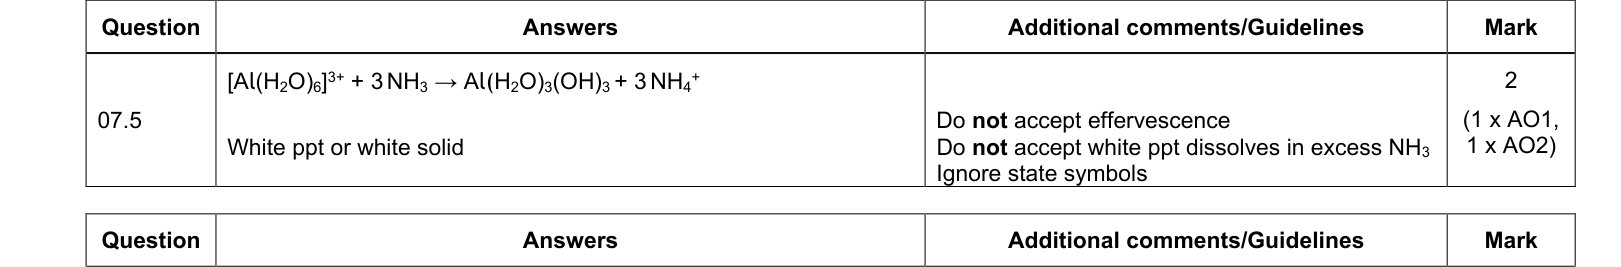 Question Answers Additional comments/Guidelines Mark
[Al(H₂O)₆]³⁺ + 3 NH₃ → Al(H₂O)₃(OH)₃ + 3 NH₄⁺ 2
07.5 Do not accept effervescence (1 x AO1,
White ppt or white solid Do not accept white ppt dissolves in excess NH₃ 1 x AO2)
Ignore state symbols
Question Answers Additional comments/Guidelines Mark